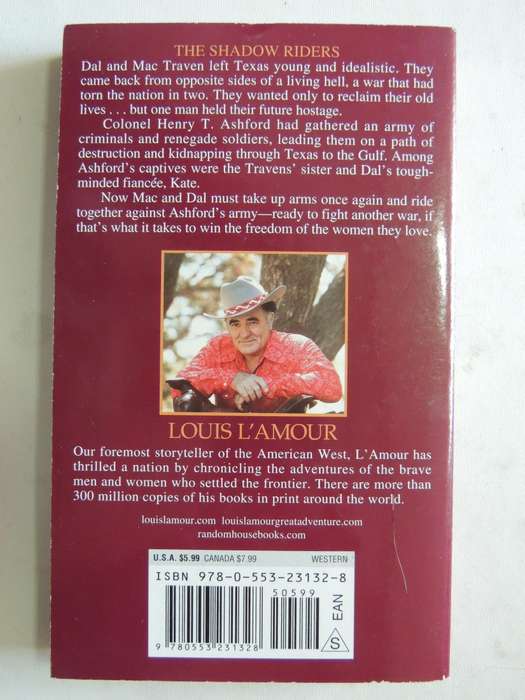 THE SHADOW RIDERS
Dal and Mac Traven left Texas young and idealistic. They
came back from opposite sides of a living hell, a war that had
torn the nation in two. They wanted only to reclaim their old
lives . . . but one man held their future hostage.
Colonel Henry T. Ashford had gathered an army of
criminals and renegade soldiers, leading them on a path of
destruction and kidnapping through Texas to the Gulf. Among
Ashford's captives were the Travens' sister and Dal's tough-
minded fiancée, Kate.
Now Mac and Dal must take up arms once again and ride
together against Ashford's army—ready to fight another war, if
that's what it takes to win the freedom of the women they love.
LOUIS L'AMOUR
Our foremost storyteller of the American West, L'Amour has
thrilled a nation by chronicling the adventures of the brave
men and women who settled the frontier. There are more than
300 million copies of his books in print around the world.
louislamour.com louislamourgreatadventure.com
randomhousebooks.com
U.S.A. $5.99 CANADA $7.99 WESTERN
ISBN 978-0-553-23132-8
50599
9 780553 231328
S EAN